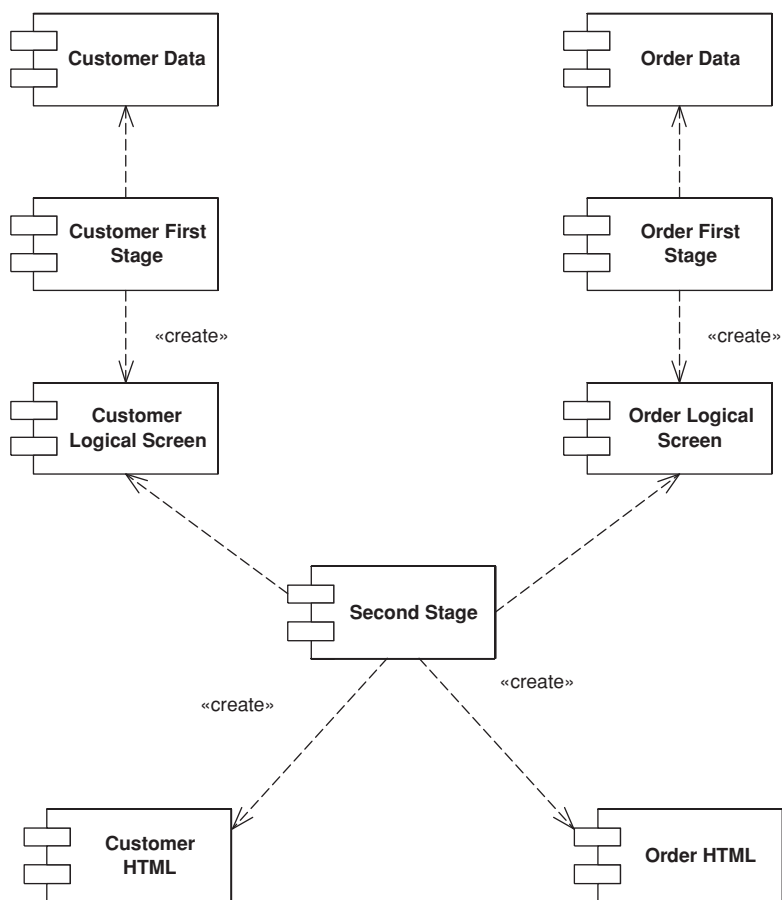 Customer Data
Order Data
Customer First
Stage
Order First
Stage
«create»
«create»
Customer
Logical Screen
Order Logical
Screen
Second Stage
«create»
«create»
Customer
HTML
Order HTML